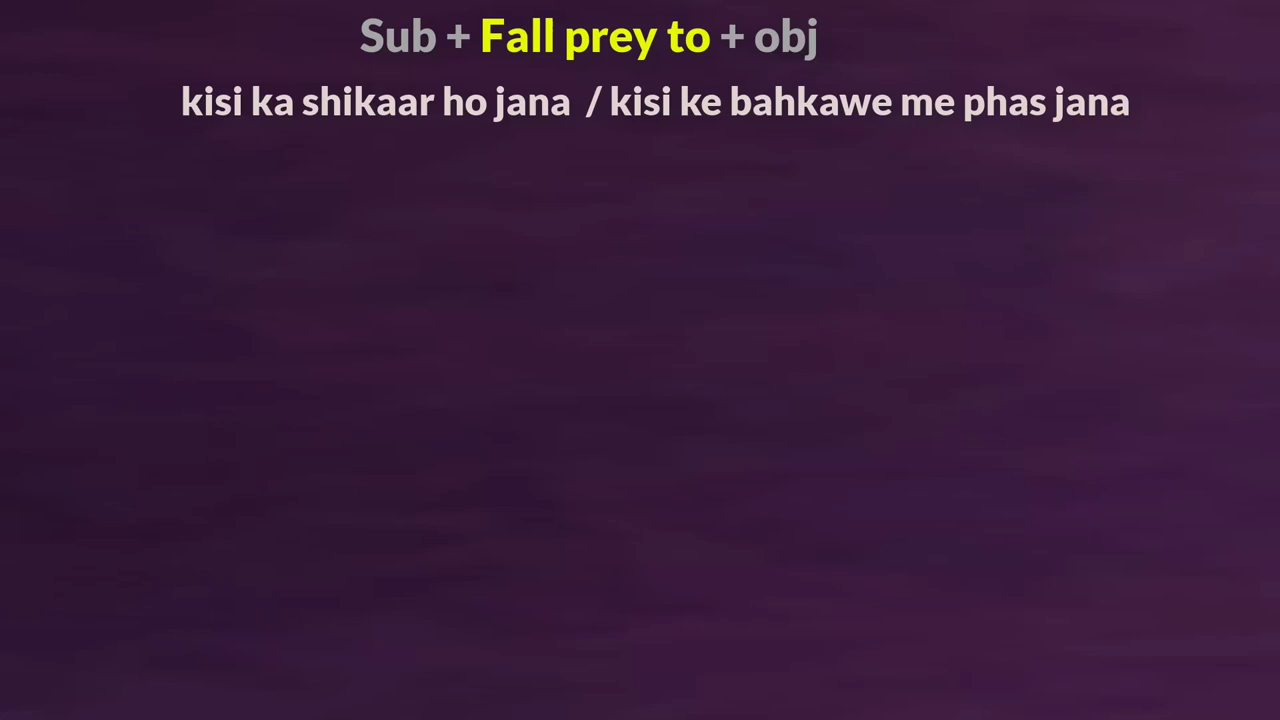 Sub + Fall prey to + obj
kisi ka shikaar ho jana / kisi ke bahkawe me phas jana